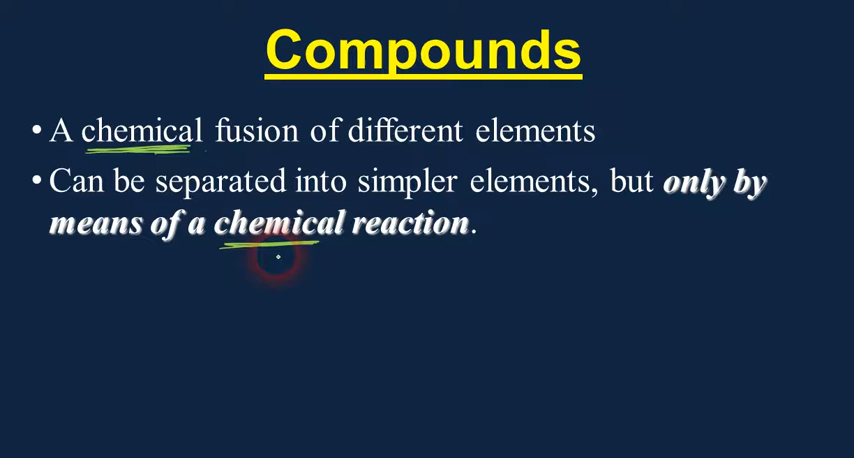 Compounds
• A chemical fusion of different elements
• Can be separated into simpler elements, but only by
means of a chemical reaction.